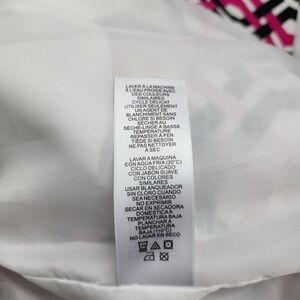 LAVER À LA MACHINE
À L'EAU FROIDE AVEC
DES COULEURS
SIMILAIRES
CYCLE DÉLICAT
UTILISER SEULEMENT
UN AGENT DE
BLANCHIMENT SANS
CHLORE SI BESOIN
SÉCHER AU
SÈCHE-LINGE À BASSE
TEMPÉRATURE
REPASSER À FER
TIÈDE SI BESOIN
NE PAS NETTOYER
À SEC
LAVAR A MAQUINA
CON AGUA FRIA (30°C)
CICLO DELICADO
CON JABON SUAVE
CON COLORES
SIMILARES
USAR BLANQUEADOR
SIN CLORO CUANDO
SEA NECESARIO
NO EXPRIMIR
SECAR EN SECADORA
DOMESTICA
TEMPERATURA BAJA
PLANCHAR A
TEMPERATURA
BAJA (110°C)
NO LAVAR EN SECO